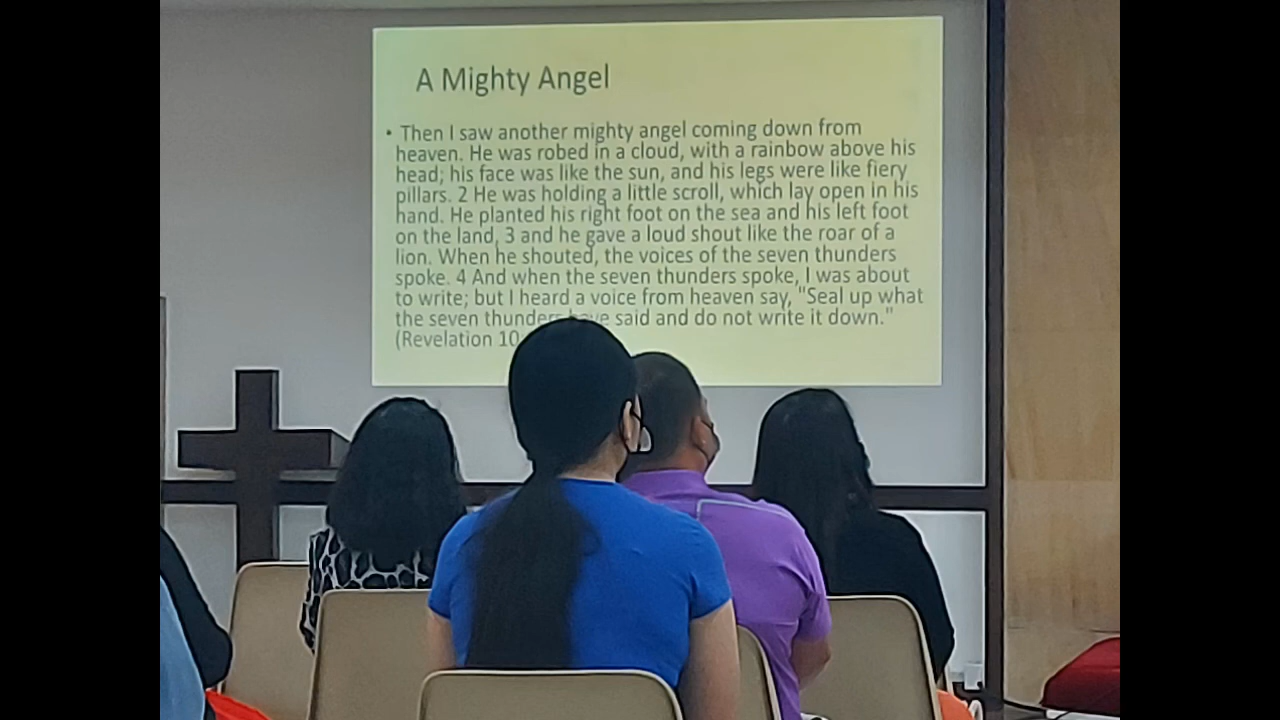 A Mighty Angel
• Then I saw another mighty angel coming down from
heaven. He was robed in a cloud, with a rainbow above his
head; his face was like the sun, and his legs were like fiery
pillars. 2 He was holding a little scroll, which lay open in his
hand. He planted his right foot on the sea and his left foot
on the land, 3 and he gave a loud shout like the roar of a
lion. When he shouted, the voices of the seven thunders
spoke. 4 And when the seven thunders spoke, I was about
to write; but I heard a voice from heaven say, "Seal up what
the seven thunders have said and do not write it down."
(Revelation 10